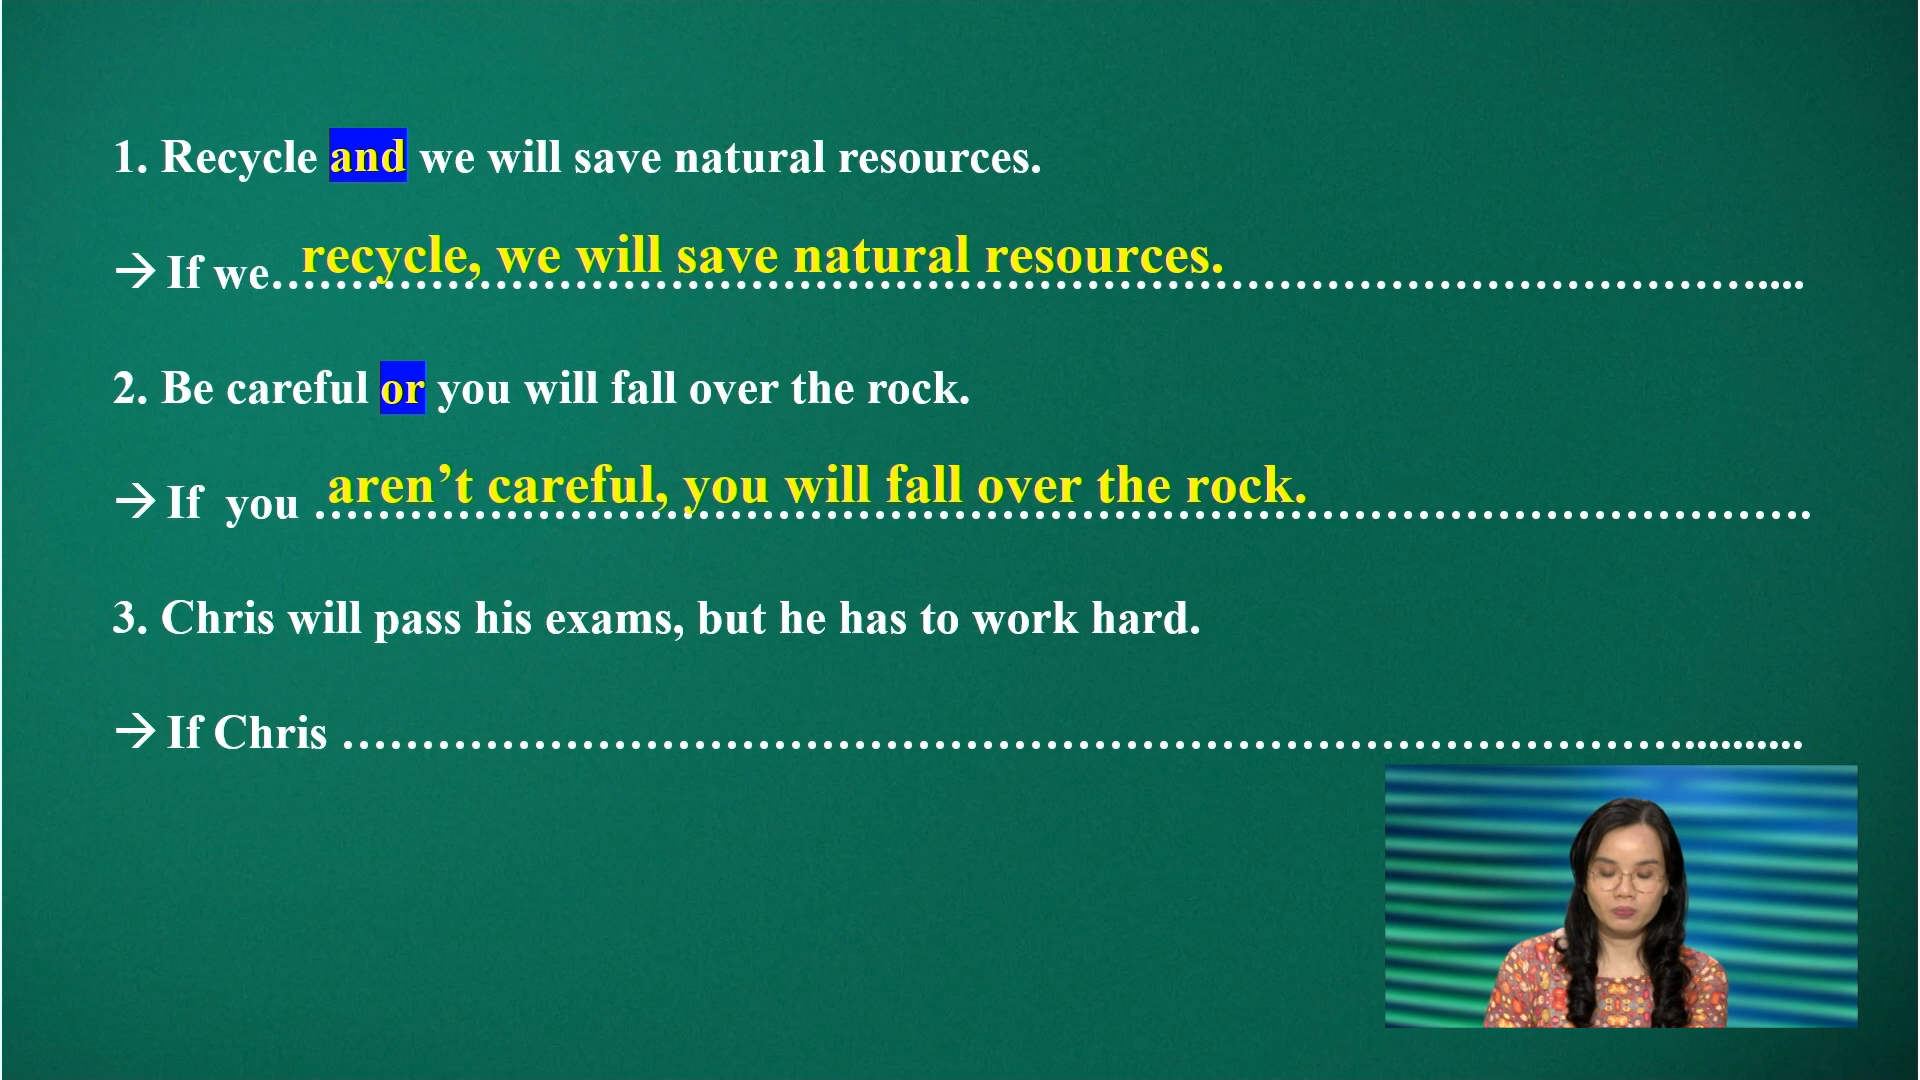 1. Recycle and we will save natural resources.
→ If we recycle, we will save natural resources. ……………………………………………………………………………………....
2. Be careful or you will fall over the rock.
→ If you aren’t careful, you will fall over the rock. …………………………………………………………………………………….
3. Chris will pass his exams, but he has to work hard.
→ If Chris …………………………………………………………………………..........